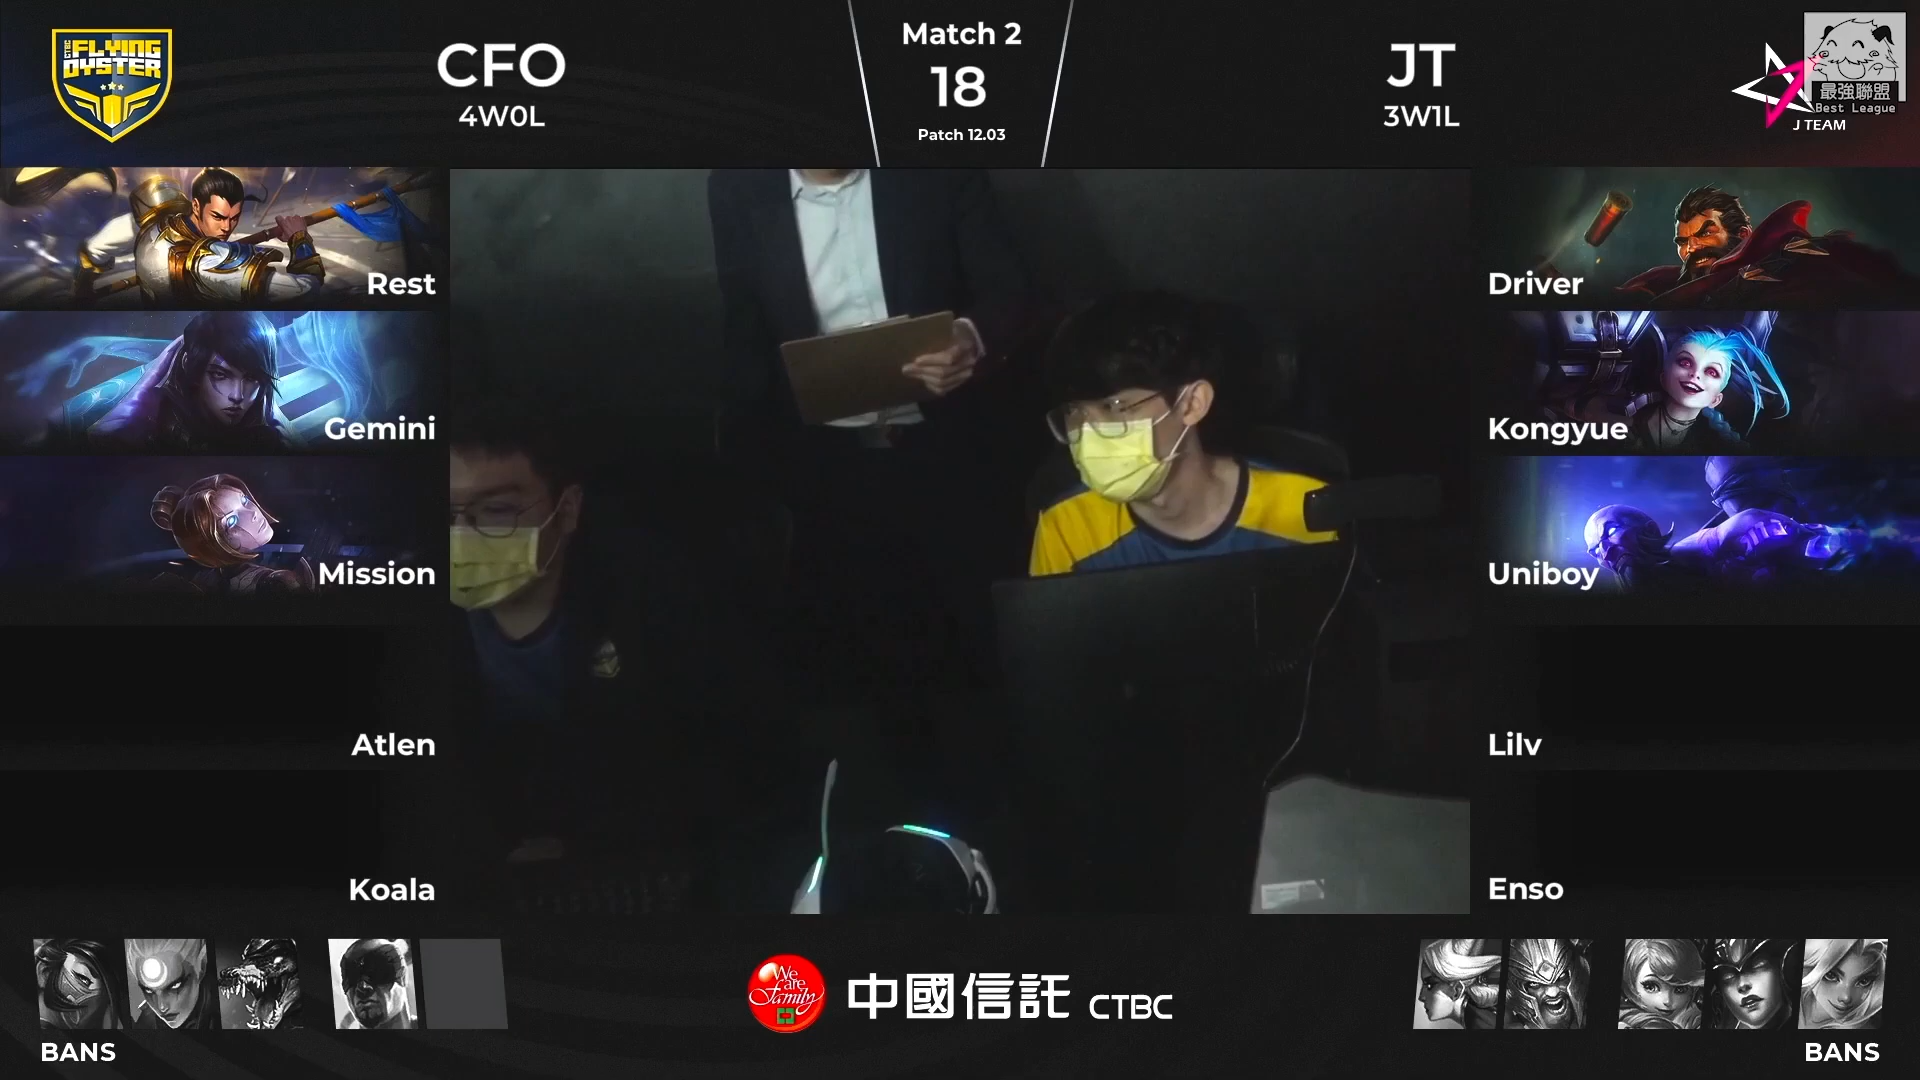 CTBC
FLYING
OYSTER
CFO
4W0L
Match 2
18
Patch 12.03
JT
3W1L
J TEAM
最強聯盟
Best League
Rest
Gemini
Mission
Atlen
Koala
Driver
Kongyue
Uniboy
Lilv
Enso
BANS
We
are
Family
中國信託 CTBC
BANS